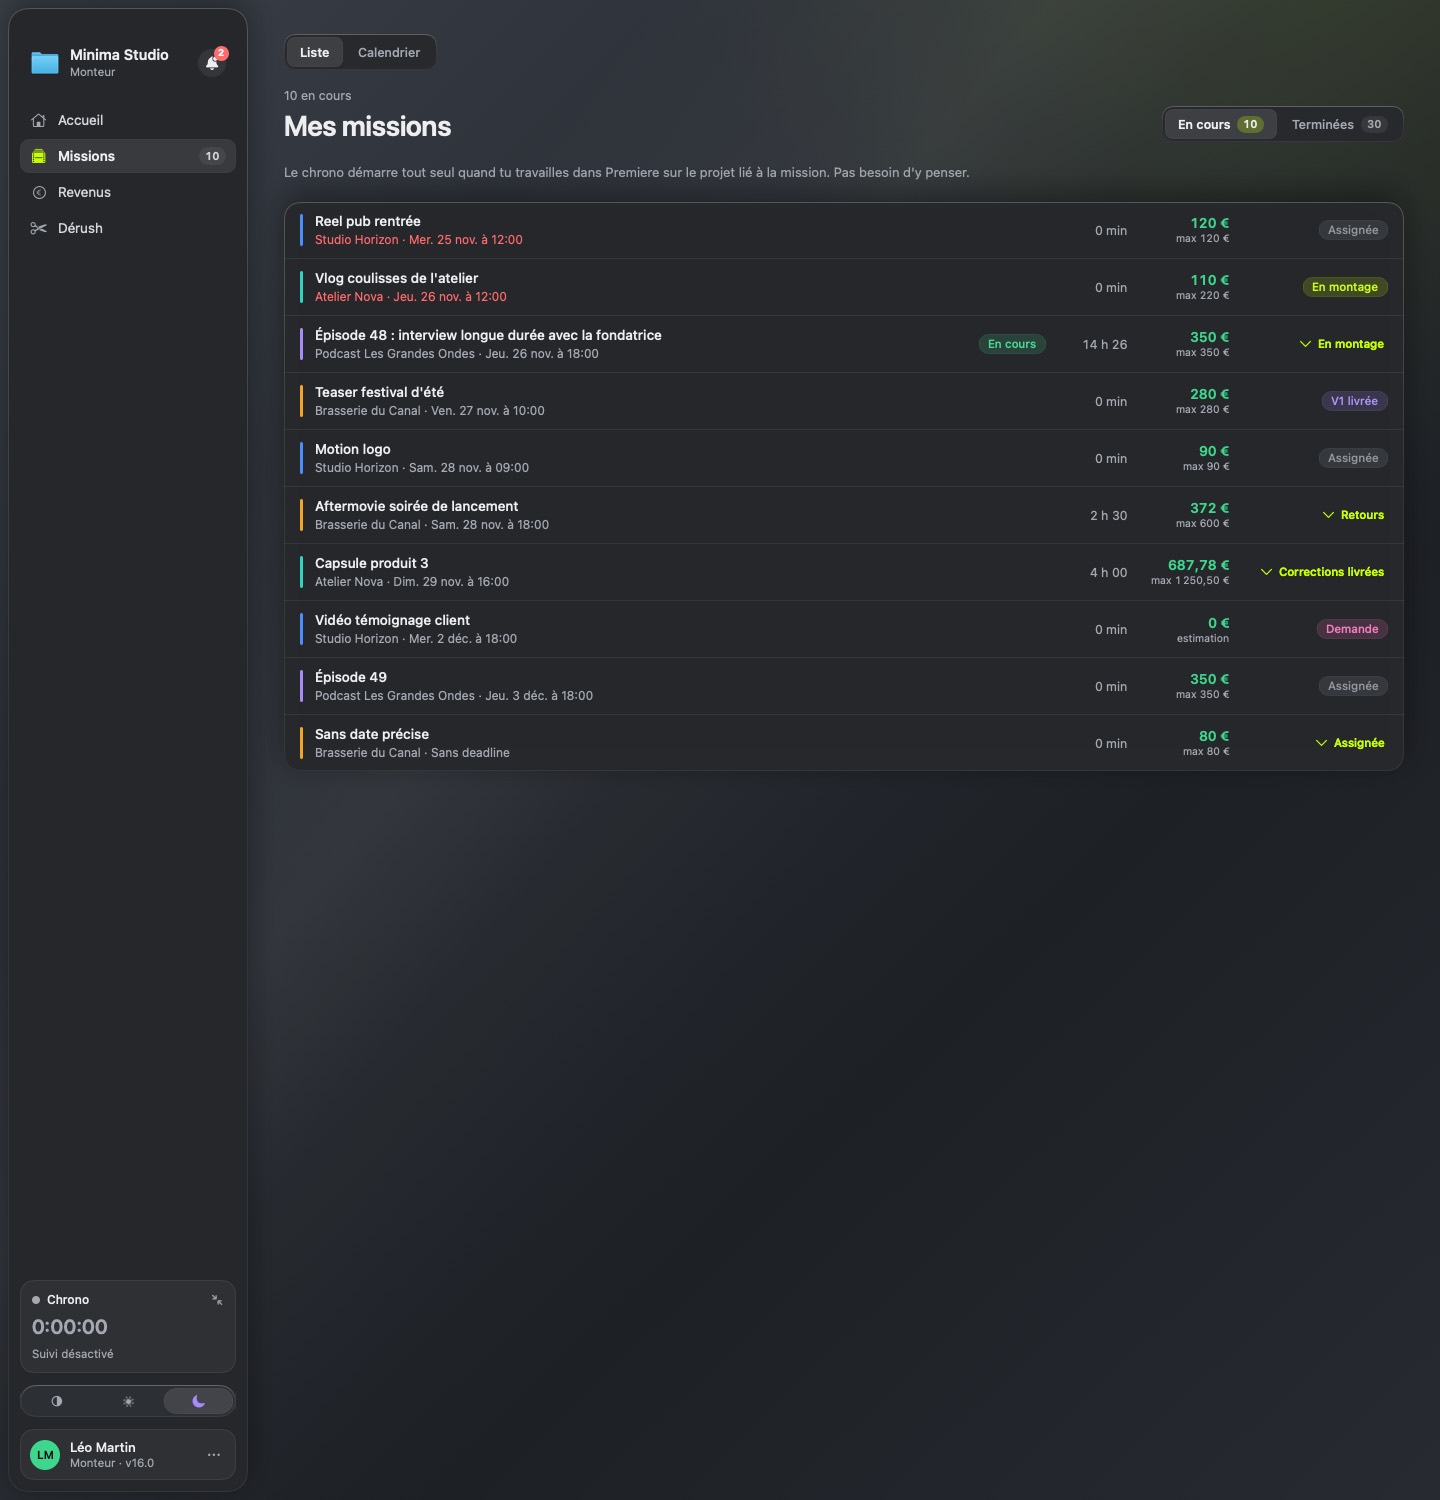 Minima Studio
Monteur
2
Accueil
Missions
10
Revenus
Dérush
Liste
Calendrier
10 en cours
Mes missions
En cours 10
Terminées 30
Le chrono démarre tout seul quand tu travailles dans Premiere sur le projet lié à la mission. Pas besoin d'y penser.
Reel pub rentrée
Studio Horizon · Mer. 25 nov. à 12:00
0 min
120 €
max 120 €
Assignée
Vlog coulisses de l'atelier
Atelier Nova · Jeu. 26 nov. à 12:00
0 min
110 €
max 220 €
En montage
Épisode 48 : interview longue durée avec la fondatrice
Podcast Les Grandes Ondes · Jeu. 26 nov. à 18:00
En cours
14 h 26
350 €
max 350 €
En montage
Teaser festival d'été
Brasserie du Canal · Ven. 27 nov. à 10:00
0 min
280 €
max 280 €
V1 livrée
Motion logo
Studio Horizon · Sam. 28 nov. à 09:00
0 min
90 €
max 90 €
Assignée
Aftermovie soirée de lancement
Brasserie du Canal · Sam. 28 nov. à 18:00
2 h 30
372 €
max 600 €
Retours
Capsule produit 3
Atelier Nova · Dim. 29 nov. à 16:00
4 h 00
687,78 €
max 1 250,50 €
Corrections livrées
Vidéo témoignage client
Studio Horizon · Mer. 2 déc. à 18:00
0 min
0 €
estimation
Demande
Épisode 49
Podcast Les Grandes Ondes · Jeu. 3 déc. à 18:00
0 min
350 €
max 350 €
Assignée
Sans date précise
Brasserie du Canal · Sans deadline
0 min
80 €
max 80 €
Assignée
Chrono
0:00:00
Suivi désactivé
LM
Léo Martin
Monteur · v16.0